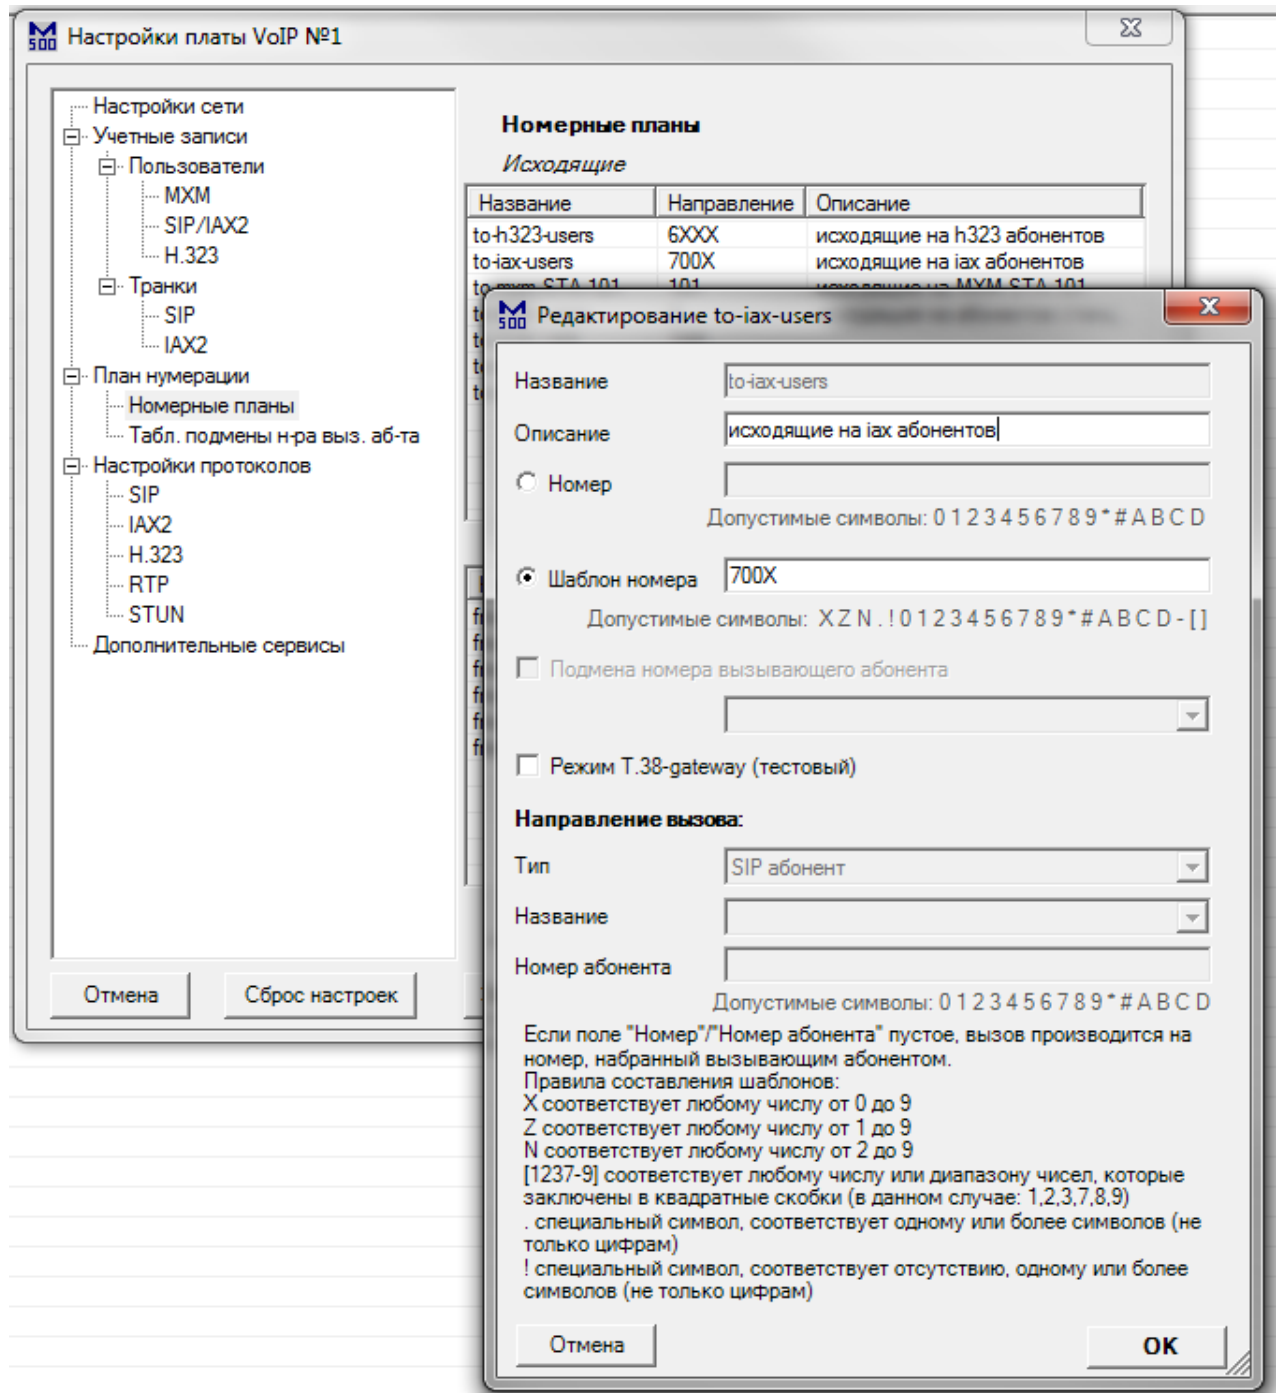 Настройки платы VoIP №1
Настройки сети
Учетные записи
Пользователи
MXM
SIP/IAX2
H.323
Транки
SIP
IAX2
План нумерации
Номерные планы
Табл. подмены н-ра выз. аб-та
Настройки протоколов
SIP
IAX2
H.323
RTP
STUN
Дополнительные сервисы
Отмена
Сброс настроек
Номерные планы
Исходящие
Название Направление Описание
to-h323-users 6XXX исходящие на h323 абонентов
to-iax-users 700X исходящие на iax абонентов
to-mxm-STA-101 101 исходящие на MXM-STA-101
M500 Редактирование to-iax-users
Название to-iax-users
Описание исходящие на iax абонентов
Номер
Допустимые символы: 0 1 2 3 4 5 6 7 8 9 * # A B C D
Шаблон номера 700X
Допустимые символы: X Z N . ! 0 1 2 3 4 5 6 7 8 9 * # A B C D - [ ]
Подмена номера вызывающего абонента
Режим T.38-gateway (тестовый)
Направление вызова:
Тип SIP абонент
Название
Номер абонента
Допустимые символы: 0 1 2 3 4 5 6 7 8 9 * # A B C D
Если поле "Номер"/"Номер абонента" пустое, вызов производится на
номер, набранный вызывающим абонентом.
Правила составления шаблонов:
X соответствует любому числу от 0 до 9
Z соответствует любому числу от 1 до 9
N соответствует любому числу от 2 до 9
[1237-9] соответствует любому числу или диапазону чисел, которые
заключены в квадратные скобки (в данном случае: 1,2,3,7,8,9)
. специальный символ, соответствует одному или более символов (не
только цифрам)
! специальный символ, соответствует отсутствию, одному или более
символов (не только цифрам)
Отмена
OK